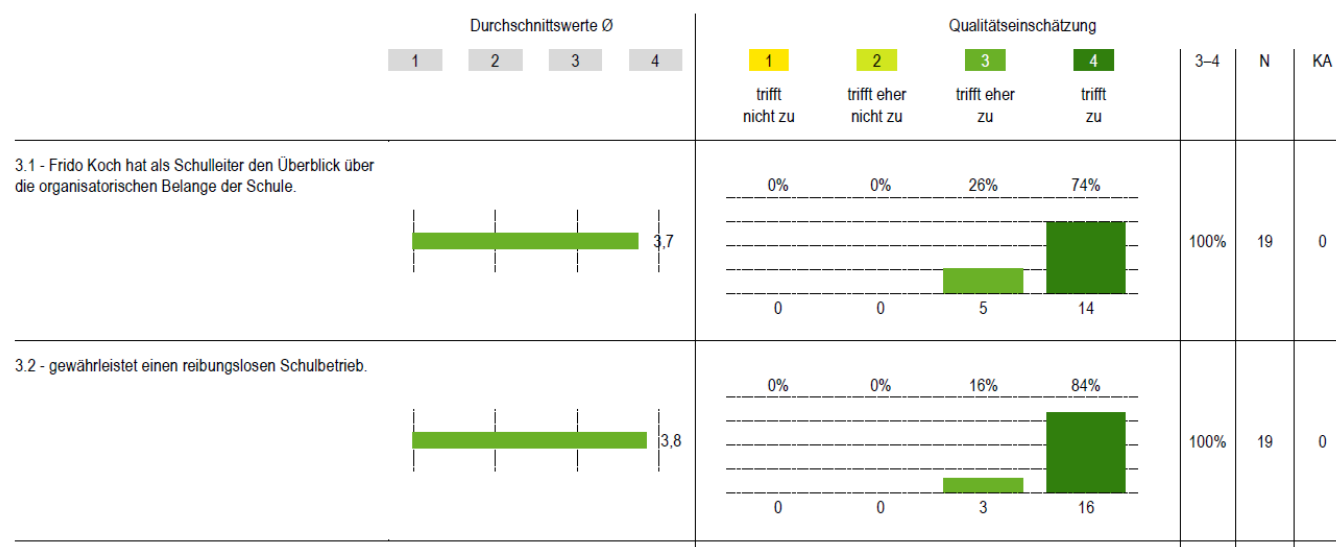 Durchschnittswerte Ø Qualitätseinschätzung
1 2 3 4 1 2 3 4 3–4 N KA
trifft trifft eher trifft eher trifft
nicht zu nicht zu zu zu
3.1 - Frido Koch hat als Schulleiter den Überblick über
die organisatorischen Belange der Schule.
0% 0% 26% 74%
3,7 100% 19 0
0 0 5 14
3.2 - gewährleistet einen reibungslosen Schulbetrieb.
0% 0% 16% 84%
3,8 100% 19 0
0 0 3 16